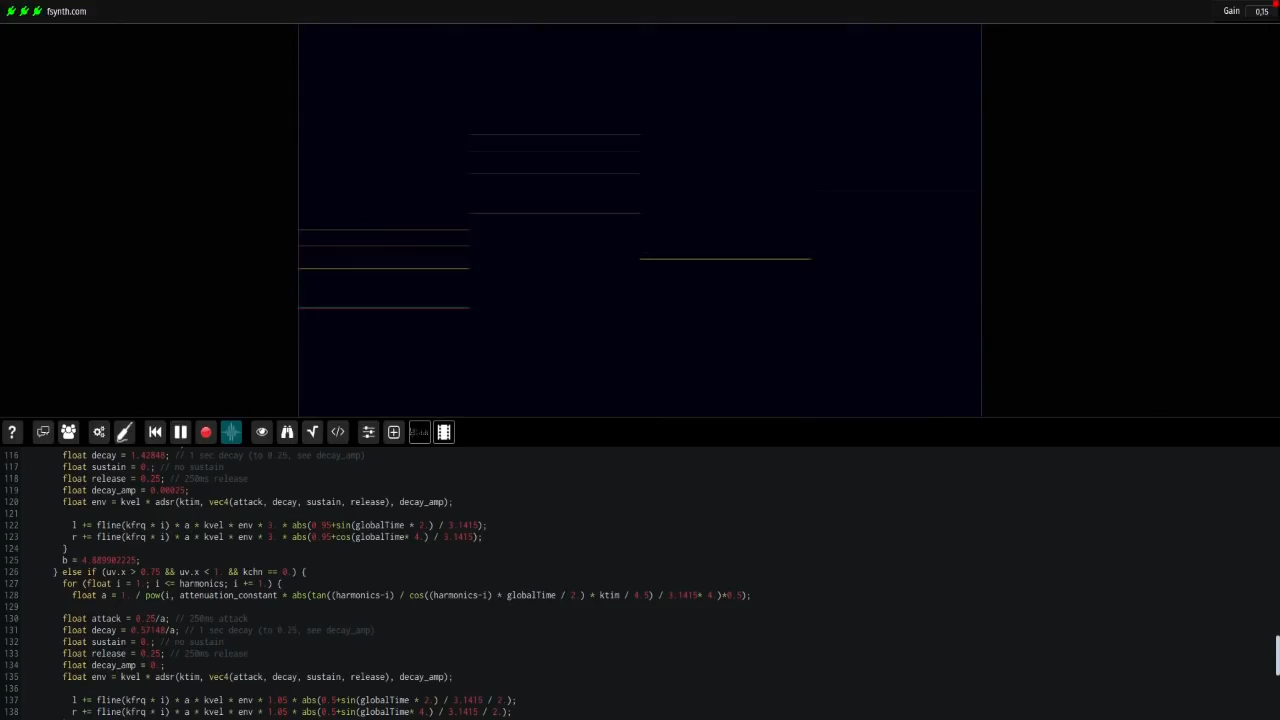 fsynth.com
Gain 0,15
116 float decay = 1.42848; // 1 sec decay (to 0.25, see decay_amp)
117 float sustain = 0.; // no sustain
118 float release = 0.25; // 250ms release
119 float decay_amp = 0.00025;
120 float env = kvel * adsr(ktim, vec4(attack, decay, sustain, release), decay_amp);
121
122 l += fline(kfrq * i) * a * kvel * env * 3. * abs(0.95+sin(globalTime * 2.) / 3.1415);
123 r += fline(kfrq * i) * a * kvel * env * 3. * abs(0.95+cos(globalTime* 4.) / 3.1415);
124 }
125 b = 4.889902225;
126 } else if (uv.x > 0.75 && uv.x < 1. && kchn == 0.) {
127 for (float i = 1.; i <= harmonics; i += 1.) {
128 float a = 1. / pow(i, attenuation_constant * abs(tan((harmonics-i) / cos((harmonics-i) * globalTime / 2.) * ktim / 4.5) / 3.1415* 4.)*0.5);
129
130 float attack = 0.25/a; // 250ms attack
131 float decay = 0.57148/a; // 1 sec decay (to 0.25, see decay_amp)
132 float sustain = 0.; // no sustain
133 float release = 0.25; // 250ms release
134 float decay_amp = 0.;
135 float env = kvel * adsr(ktim, vec4(attack, decay, sustain, release), decay_amp);
136
137 l += fline(kfrq * i) * a * kvel * env * 1.05 * abs(0.5+sin(globalTime * 2.) / 3.1415 / 2.);
138 r += fline(kfrq * i) * a * kvel * env * 1.05 * abs(0.5+sin(globalTime* 4.) / 3.1415 / 2.);